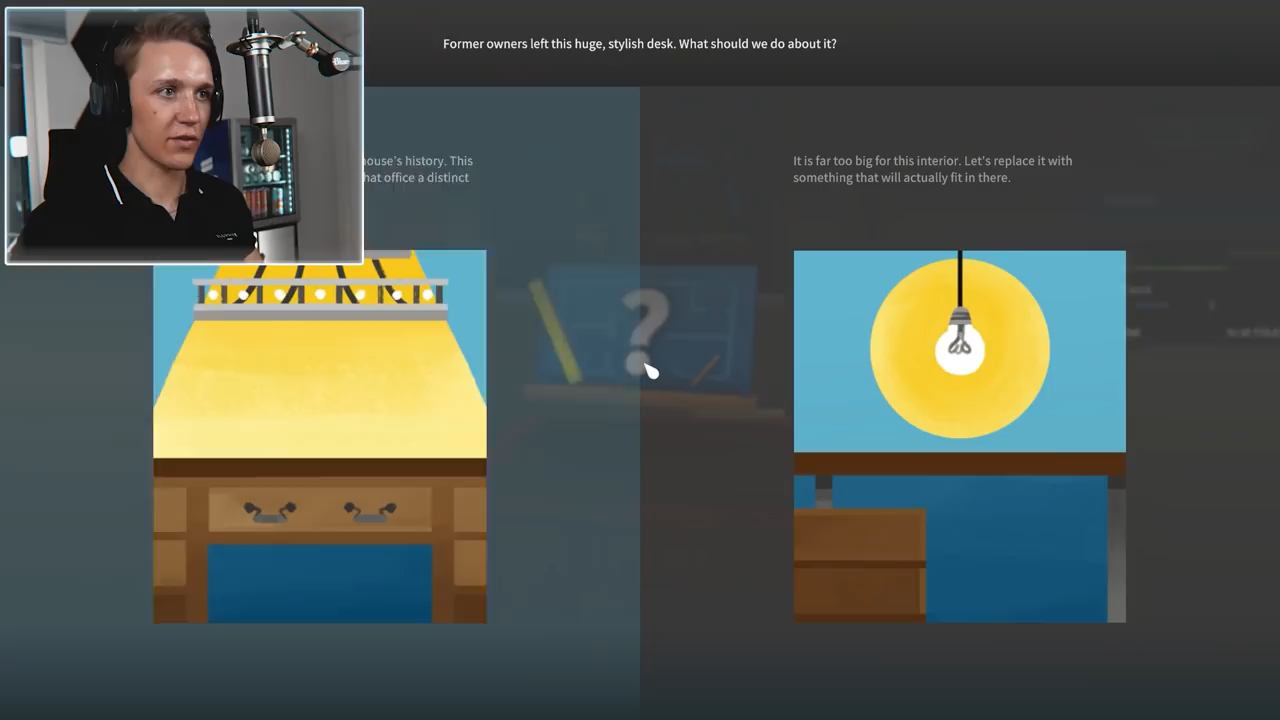 Former owners left this huge, stylish desk. What should we do about it?
house's history. This
that office a distinct
It is far too big for this interior. Let's replace it with
something that will actually fit in there.